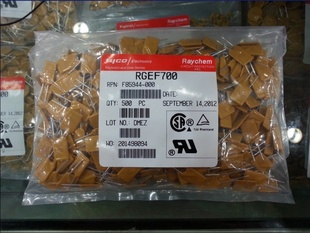 tyco / Electronics Raychem
RGEF700
RPN: F85944-000
DATE:
QTY: 500 PC SEPTEMBER 14,2012
LOT NO: DMEZ
WO: 201498094